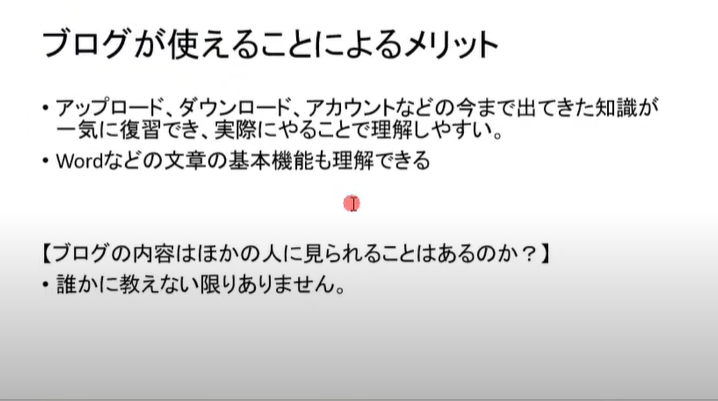 ブログが使えることによるメリット
• アップロード、ダウンロード、アカウントなどの今まで出てきた知識が
一気に復習でき、実際にやることで理解しやすい。
• Wordなどの文章の基本機能も理解できる
【ブログの内容はほかの人に見られることはあるのか？】
• 誰かに教えない限りありません。